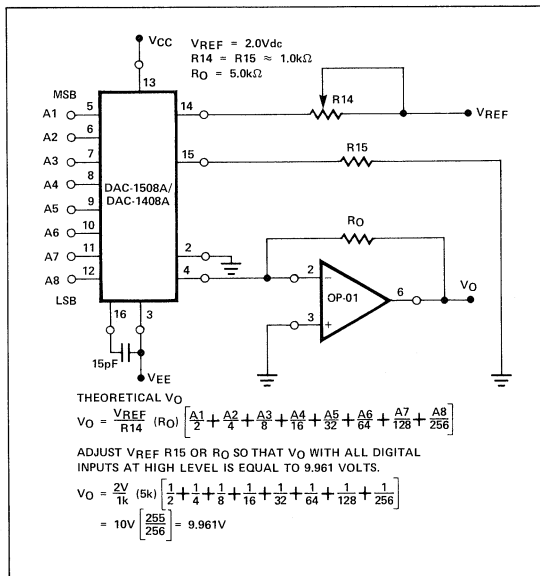 VCC
VREF = 2.0Vdc
R14 = R15 ≈ 1.0kΩ
RO = 5.0kΩ
13
MSB
A1 5
14
R14
VREF
A2 6
A3 7
15
R15
A4 8
DAC-1508A/
DAC-1408A
A5 9
A6 10
RO
A7 11
2
A8 12
4
LSB
2
−
OP-01
6
VO
3
+
16
3
15pF
VEE
THEORETICAL VO
VO = VREF/R14 (RO) [A1/2 + A2/4 + A3/8 + A4/16 + A5/32 + A6/64 + A7/128 + A8/256]
ADJUST VREF R15 OR RO SO THAT VO WITH ALL DIGITAL
INPUTS AT HIGH LEVEL IS EQUAL TO 9.961 VOLTS.
VO = 2V/1k (5k) [1/2 + 1/4 + 1/8 + 1/16 + 1/32 + 1/64 + 1/128 + 1/256]
= 10V [255/256] = 9.961V